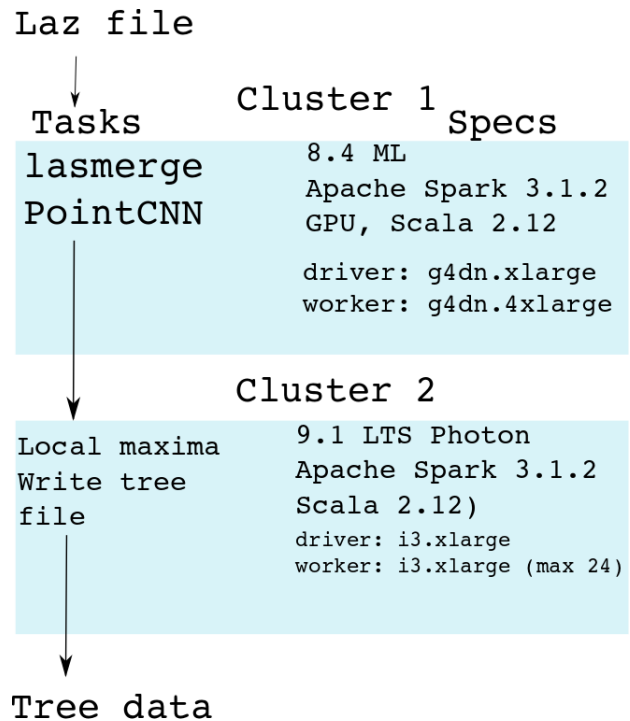 Laz file
Cluster 1
Tasks
Specs
lasmerge
PointCNN
8.4 ML
Apache Spark 3.1.2
GPU, Scala 2.12
driver: g4dn.xlarge
worker: g4dn.4xlarge
Cluster 2
Local maxima
Write tree
file
9.1 LTS Photon
Apache Spark 3.1.2
Scala 2.12)
driver: i3.xlarge
worker: i3.xlarge (max 24)
Tree data